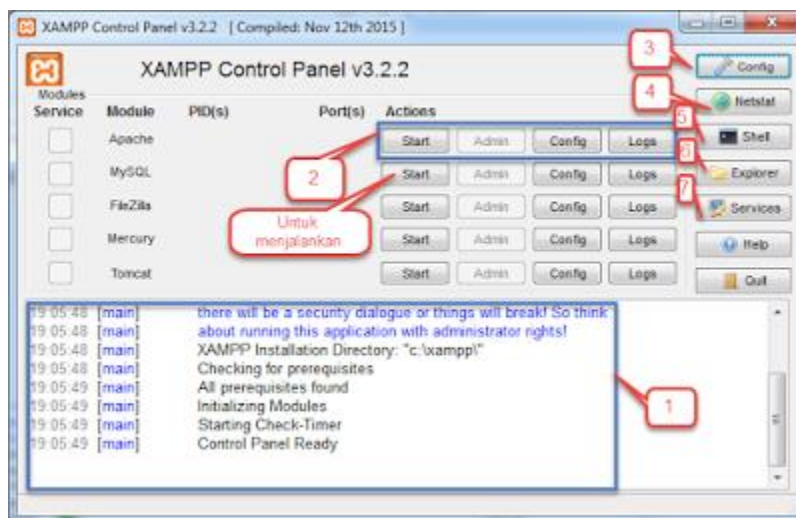 XAMPP Control Panel v3.2.2 [ Compiled: Nov 12th 2015 ]
XAMPP Control Panel v3.2.2
3
Config
Modules
Service Module PID(s) Port(s) Actions
4
Netstat
Apache Start Admin Config Logs
5
Shell
2
MySQL Start Admin Config Logs
6
Explorer
FileZilla Start Admin Config Logs
7
Services
Untuk
menjalankan
Mercury Start Admin Config Logs
Help
Tomcat Start Admin Config Logs
Quit
19:05:48 [main] there will be a security dialogue or things will break! So think
19:05:48 [main] about running this application with administrator rights!
19:05:48 [main] XAMPP Installation Directory: "c:\xampp\"
19:05:48 [main] Checking for prerequisites
19:05:49 [main] All prerequisites found
19:05:49 [main] Initializing Modules
19:05:49 [main] Starting Check-Timer
19:05:49 [main] Control Panel Ready
1